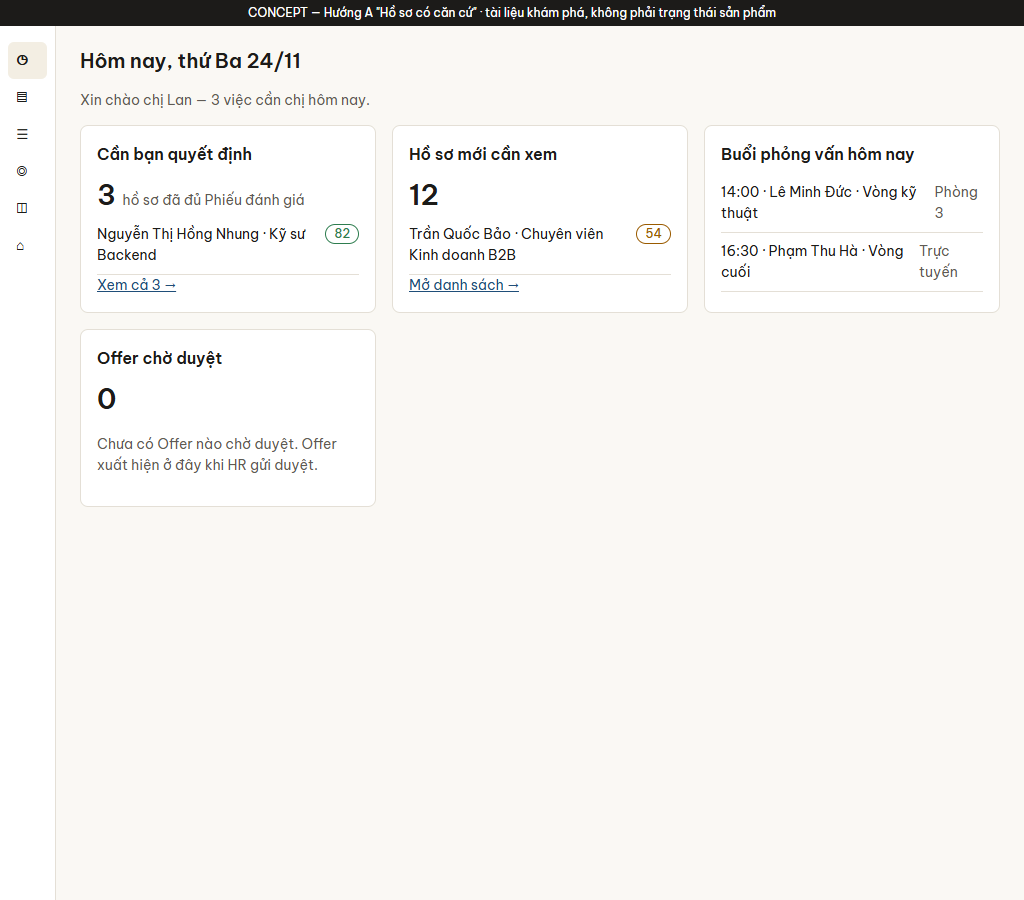 CONCEPT — Hướng A "Hồ sơ có căn cứ" · tài liệu khám phá, không phải trạng thái sản phẩm
Hôm nay, thứ Ba 24/11
Xin chào chị Lan — 3 việc cần chị hôm nay.
Cần bạn quyết định
3 hồ sơ đã đủ Phiếu đánh giá
Nguyễn Thị Hồng Nhung · Kỹ sư 82
Backend
Xem cả 3 →
Hồ sơ mới cần xem
12
Trần Quốc Bảo · Chuyên viên 54
Kinh doanh B2B
Mở danh sách →
Buổi phỏng vấn hôm nay
14:00 · Lê Minh Đức · Vòng kỹ Phòng
thuật 3
16:30 · Phạm Thu Hà · Vòng Trực
cuối tuyến
Offer chờ duyệt
0
Chưa có Offer nào chờ duyệt. Offer
xuất hiện ở đây khi HR gửi duyệt.